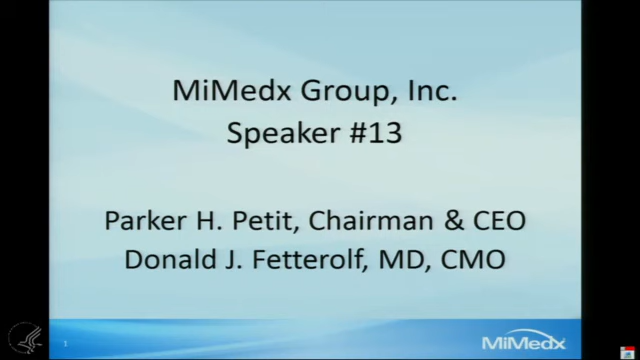 MiMedx Group, Inc.
Speaker #13
Parker H. Petit, Chairman & CEO
Donald J. Fetterolf, MD, CMO
1
MiMedx